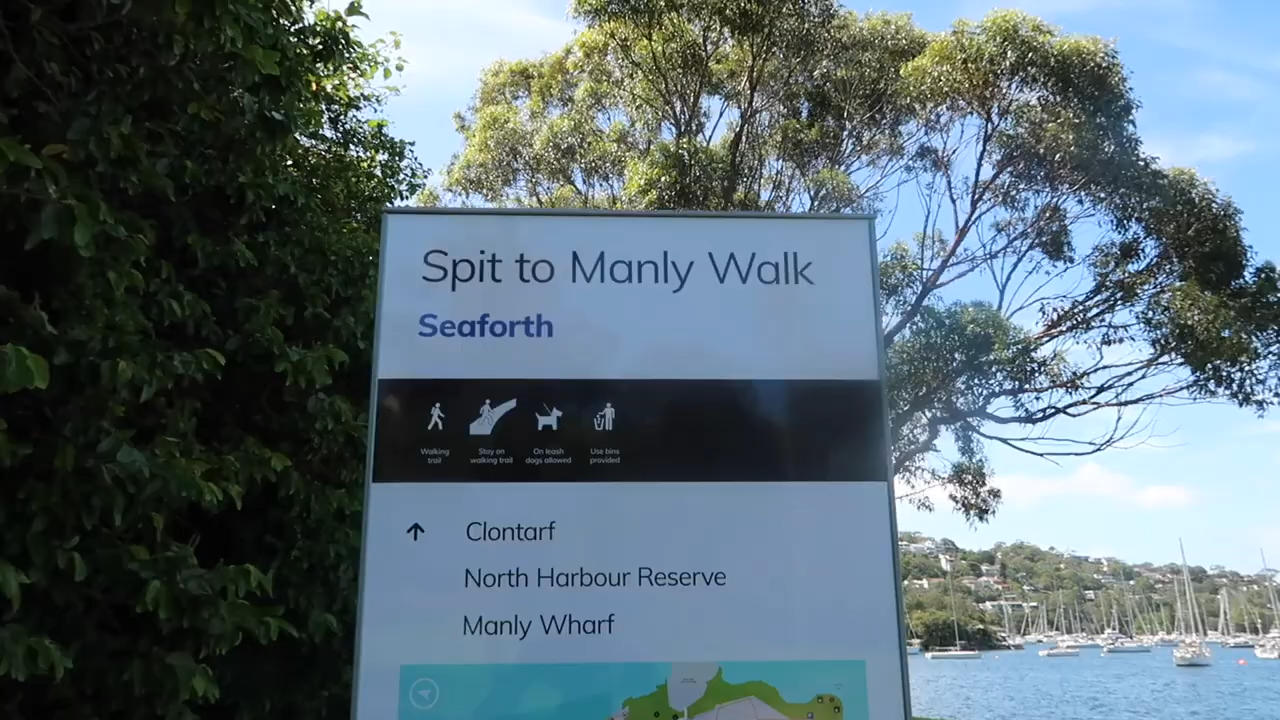 Spit to Manly Walk
Seaforth
Walking
trail
Stay on
walking trail
On leash
dogs allowed
Use bins
provided
Clontarf
North Harbour Reserve
Manly Wharf